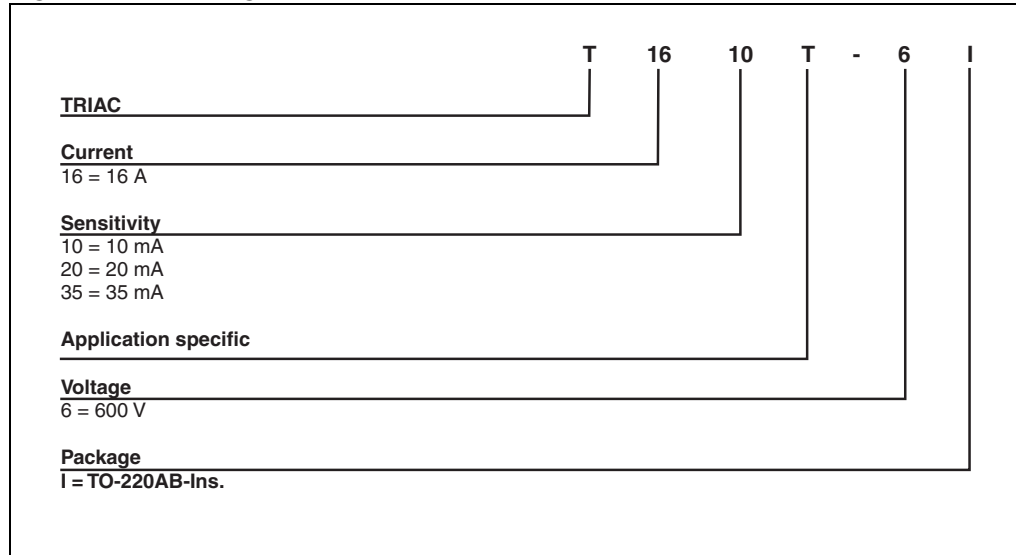 T 16 10 T - 6 I
TRIAC
Current
16 = 16 A
Sensitivity
10 = 10 mA
20 = 20 mA
35 = 35 mA
Application specific
Voltage
6 = 600 V
Package
I = TO-220AB-Ins.